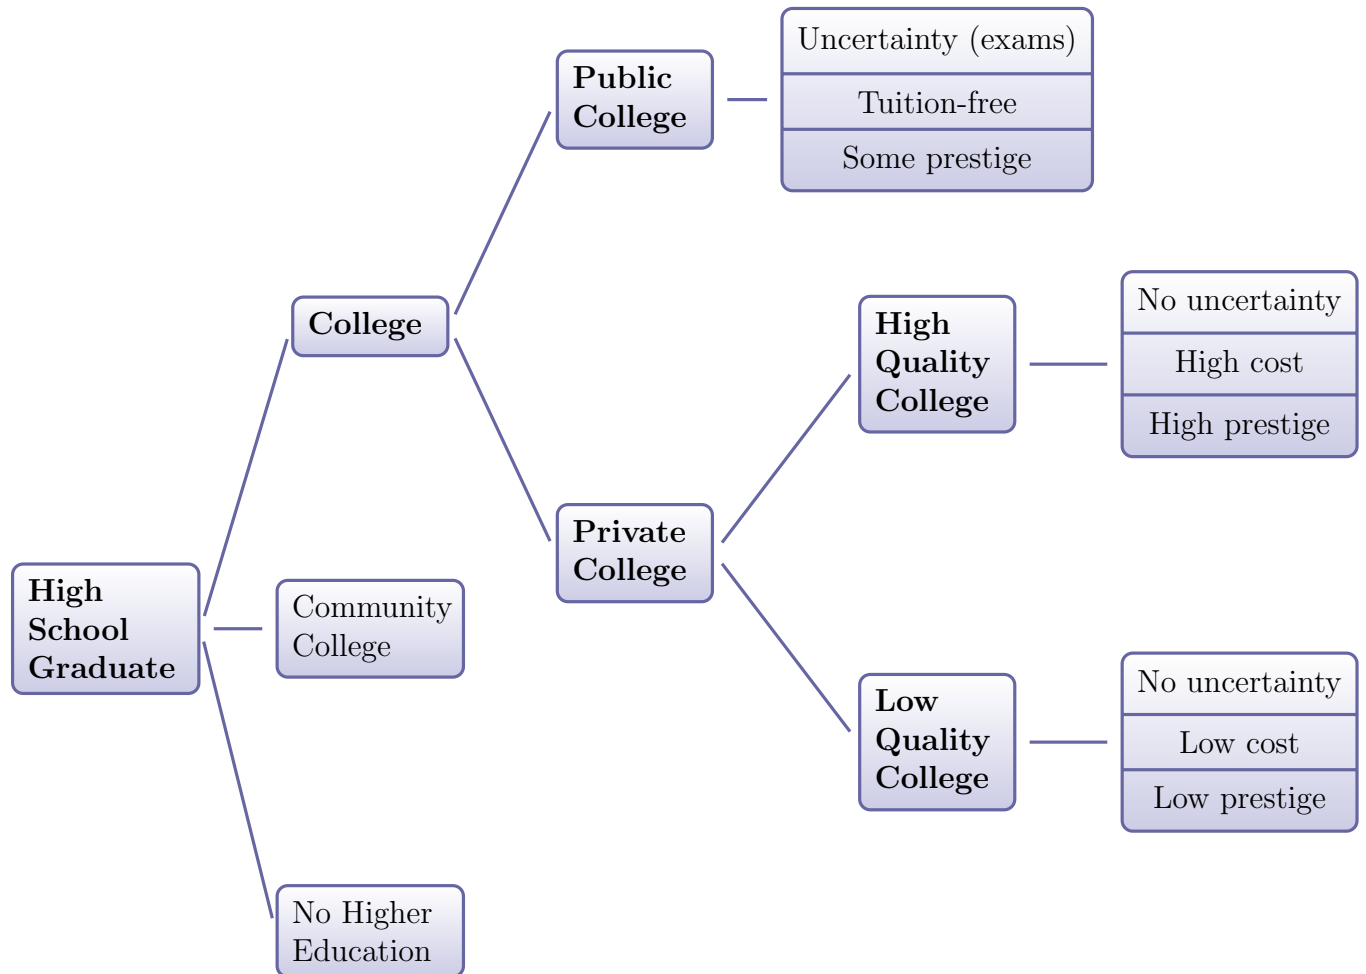 Public
College
Uncertainty (exams)
Tuition-free
Some prestige
College
High
Quality
College
No uncertainty
High cost
High prestige
Private
College
High
School
Graduate
Community
College
Low
Quality
College
No uncertainty
Low cost
Low prestige
No Higher
Education